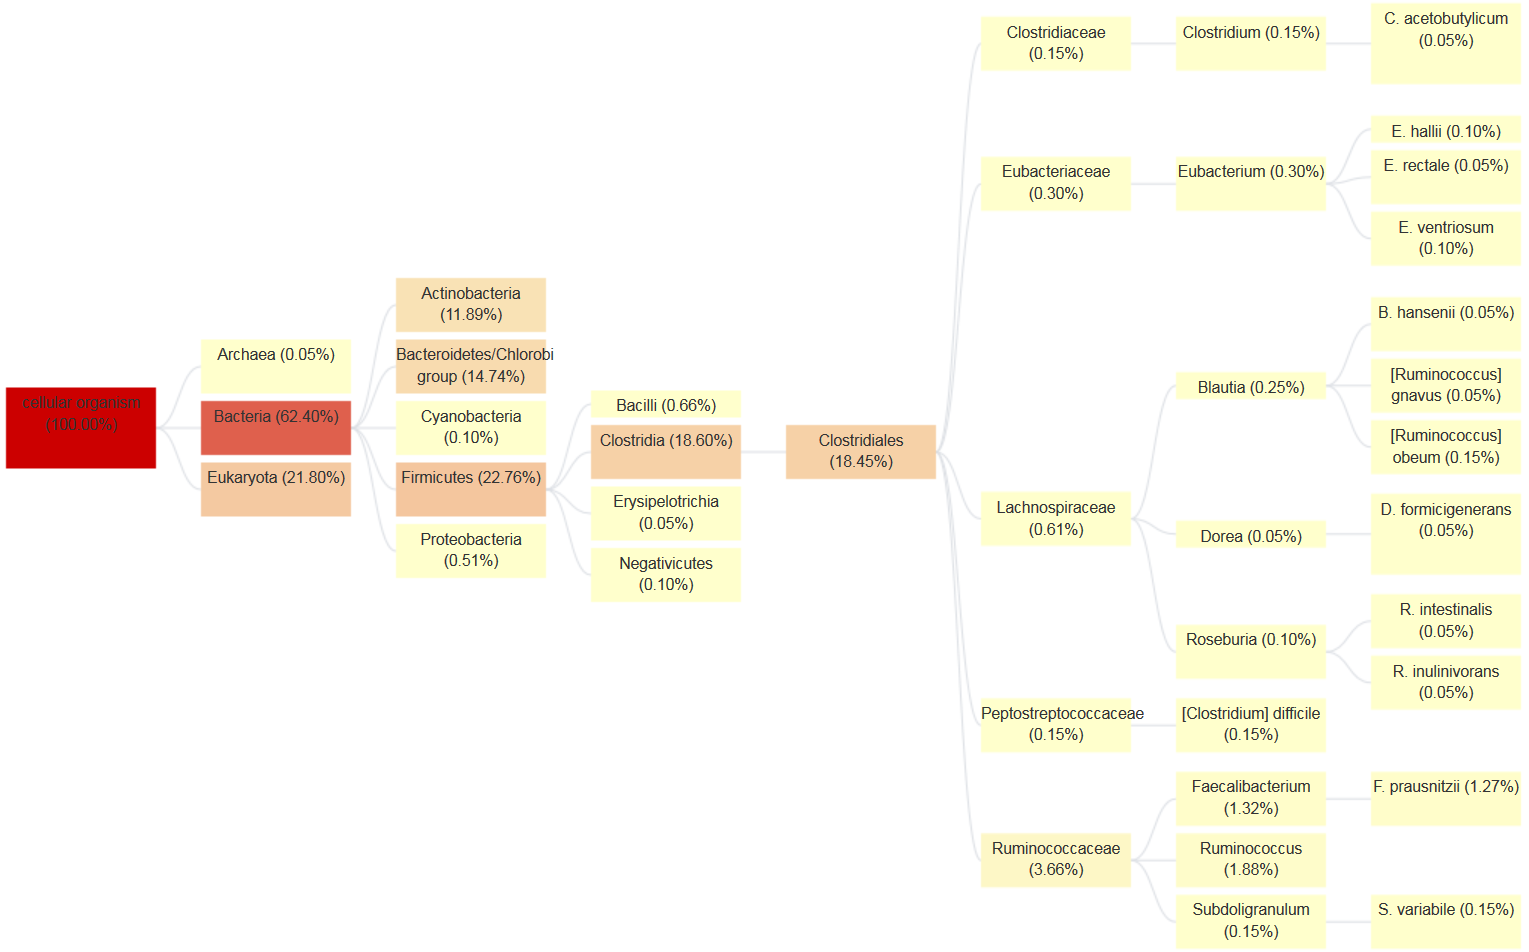 cellular organism
(100.00%)
Archaea (0.05%)
Bacteria (62.40%)
Eukaryota (21.80%)
Actinobacteria
(11.89%)
Bacteroidetes/Chlorobi
group (14.74%)
Cyanobacteria
(0.10%)
Firmicutes (22.76%)
Proteobacteria
(0.51%)
Bacilli (0.66%)
Clostridia (18.60%)
Erysipelotrichia
(0.05%)
Negativicutes
(0.10%)
Clostridiales
(18.45%)
Clostridiaceae
(0.15%)
Eubacteriaceae
(0.30%)
Lachnospiraceae
(0.61%)
Peptostreptococcaceae
(0.15%)
Ruminococcaceae
(3.66%)
Clostridium (0.15%)
Eubacterium (0.30%)
Blautia (0.25%)
Dorea (0.05%)
Roseburia (0.10%)
[Clostridium] difficile
(0.15%)
Faecalibacterium
(1.32%)
Ruminococcus
(1.88%)
Subdoligranulum
(0.15%)
C. acetobutylicum
(0.05%)
E. hallii (0.10%)
E. rectale (0.05%)
E. ventriosum
(0.10%)
B. hansenii (0.05%)
[Ruminococcus]
gnavus (0.05%)
[Ruminococcus]
obeum (0.15%)
D. formicigenerans
(0.05%)
R. intestinalis
(0.05%)
R. inulinivorans
(0.05%)
F. prausnitzii (1.27%)
S. variabile (0.15%)